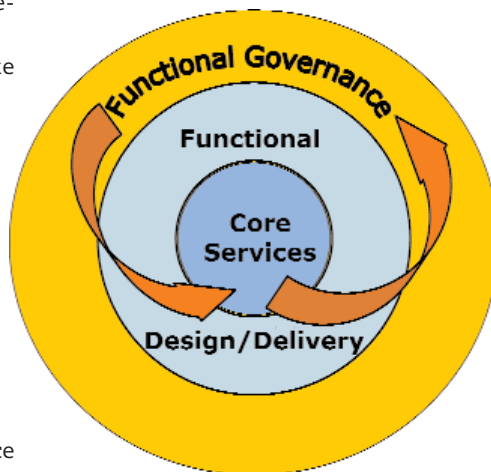 Functional Governance
Functional
Core
Services
Design/Delivery